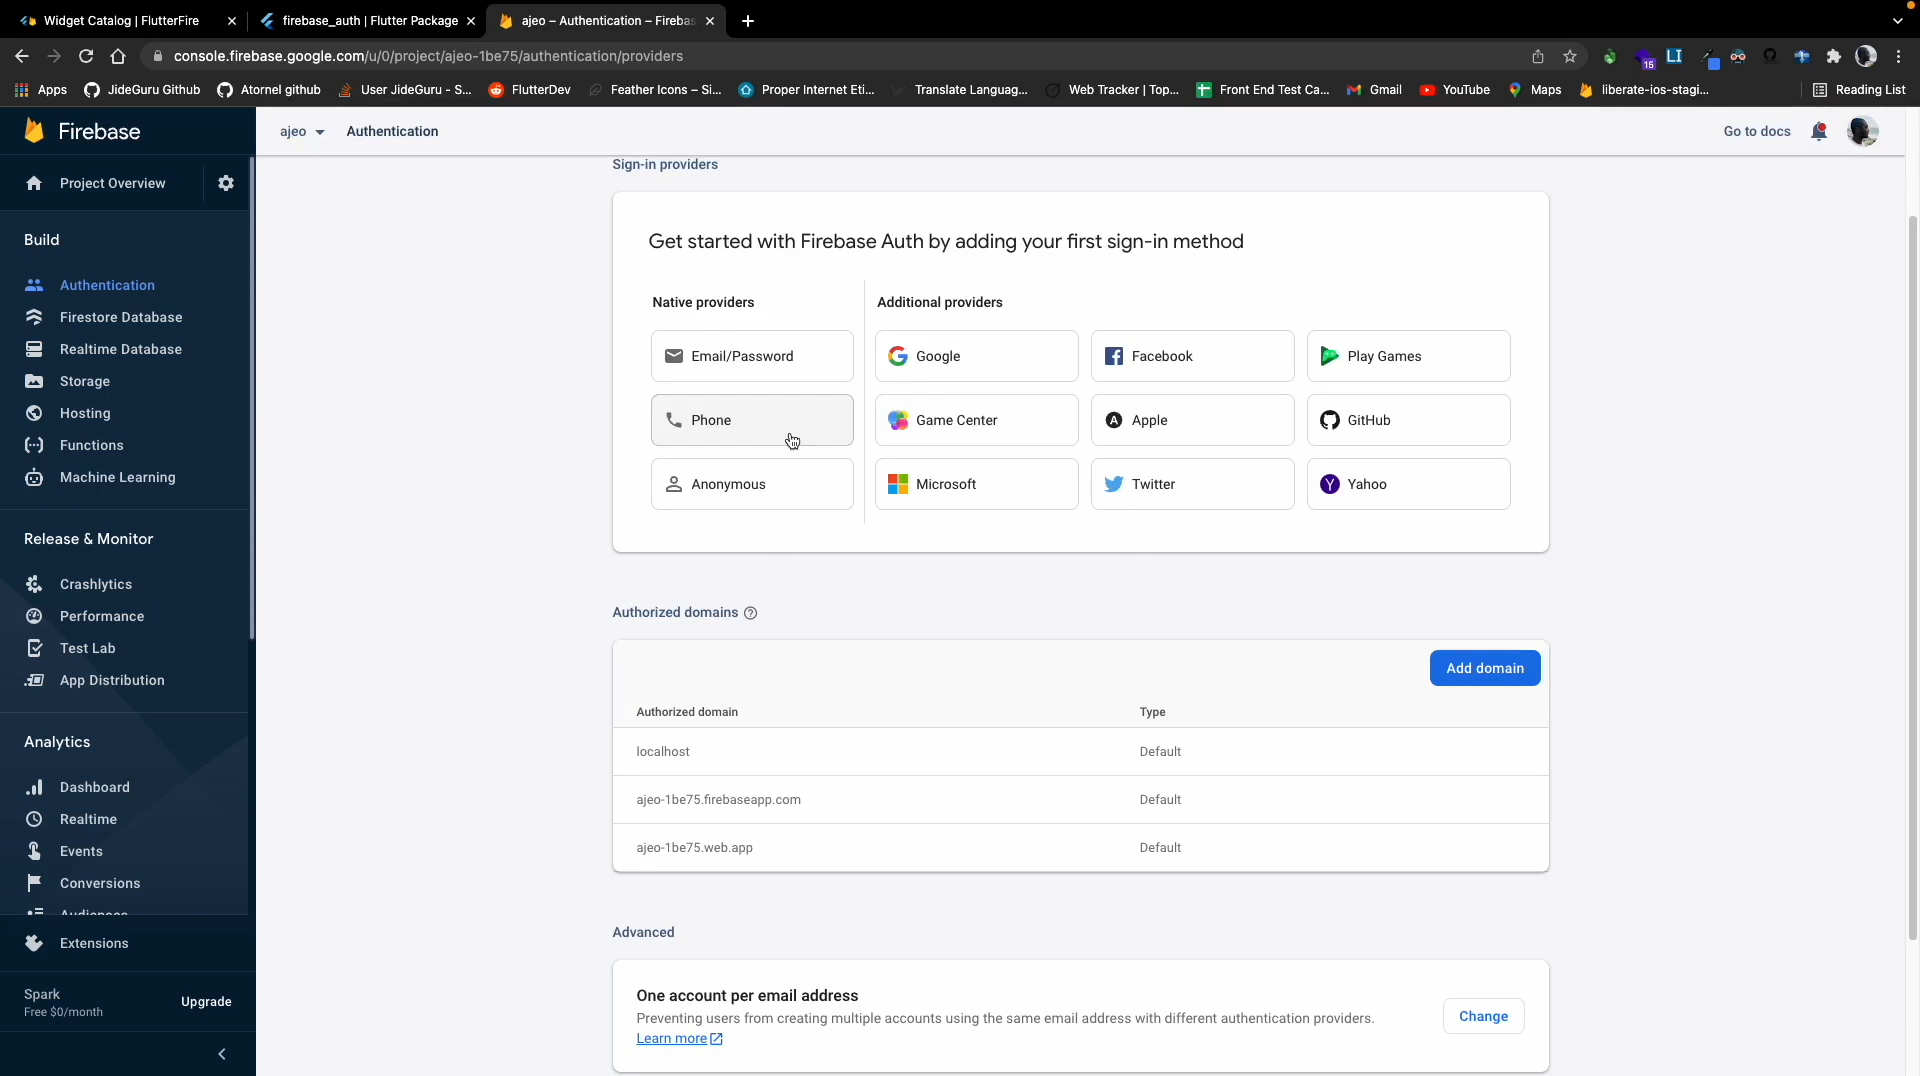 Widget Catalog | FlutterFire
firebase_auth | Flutter Package
ajeo – Authentication – Firebas
console.firebase.google.com/u/0/project/ajeo-1be75/authentication/providers
15
LI
Apps
JideGuru Github
Atornel github
User JideGuru - S...
FlutterDev
Feather Icons – Si...
Proper Internet Eti...
Translate Languag...
Web Tracker | Top...
Front End Test Ca...
Gmail
YouTube
Maps
liberate-ios-stagi...
Reading List
Firebase
ajeo
Authentication
Go to docs
Project Overview
Build
Authentication
Firestore Database
Realtime Database
Storage
Hosting
Functions
Machine Learning
Release & Monitor
Crashlytics
Performance
Test Lab
App Distribution
Analytics
Dashboard
Realtime
Events
Conversions
Audiences
Extensions
Spark
Free $0/month
Upgrade
Sign-in providers
Get started with Firebase Auth by adding your first sign-in method
Native providers
Additional providers
Email/Password
Google
Facebook
Play Games
Phone
Game Center
Apple
GitHub
Anonymous
Microsoft
Twitter
Yahoo
Authorized domains
Add domain
Authorized domain
Type
localhost
Default
ajeo-1be75.firebaseapp.com
Default
ajeo-1be75.web.app
Default
Advanced
One account per email address
Preventing users from creating multiple accounts using the same email address with different authentication providers.
Learn more
Change